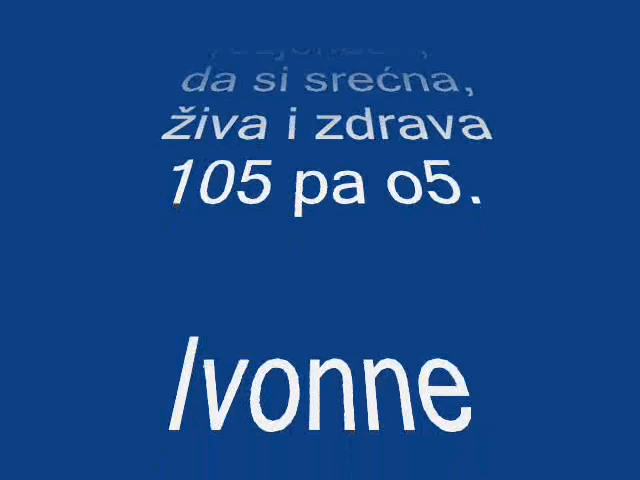 da si srećna,
živa i zdrava
105 pa o5.
Ivonne